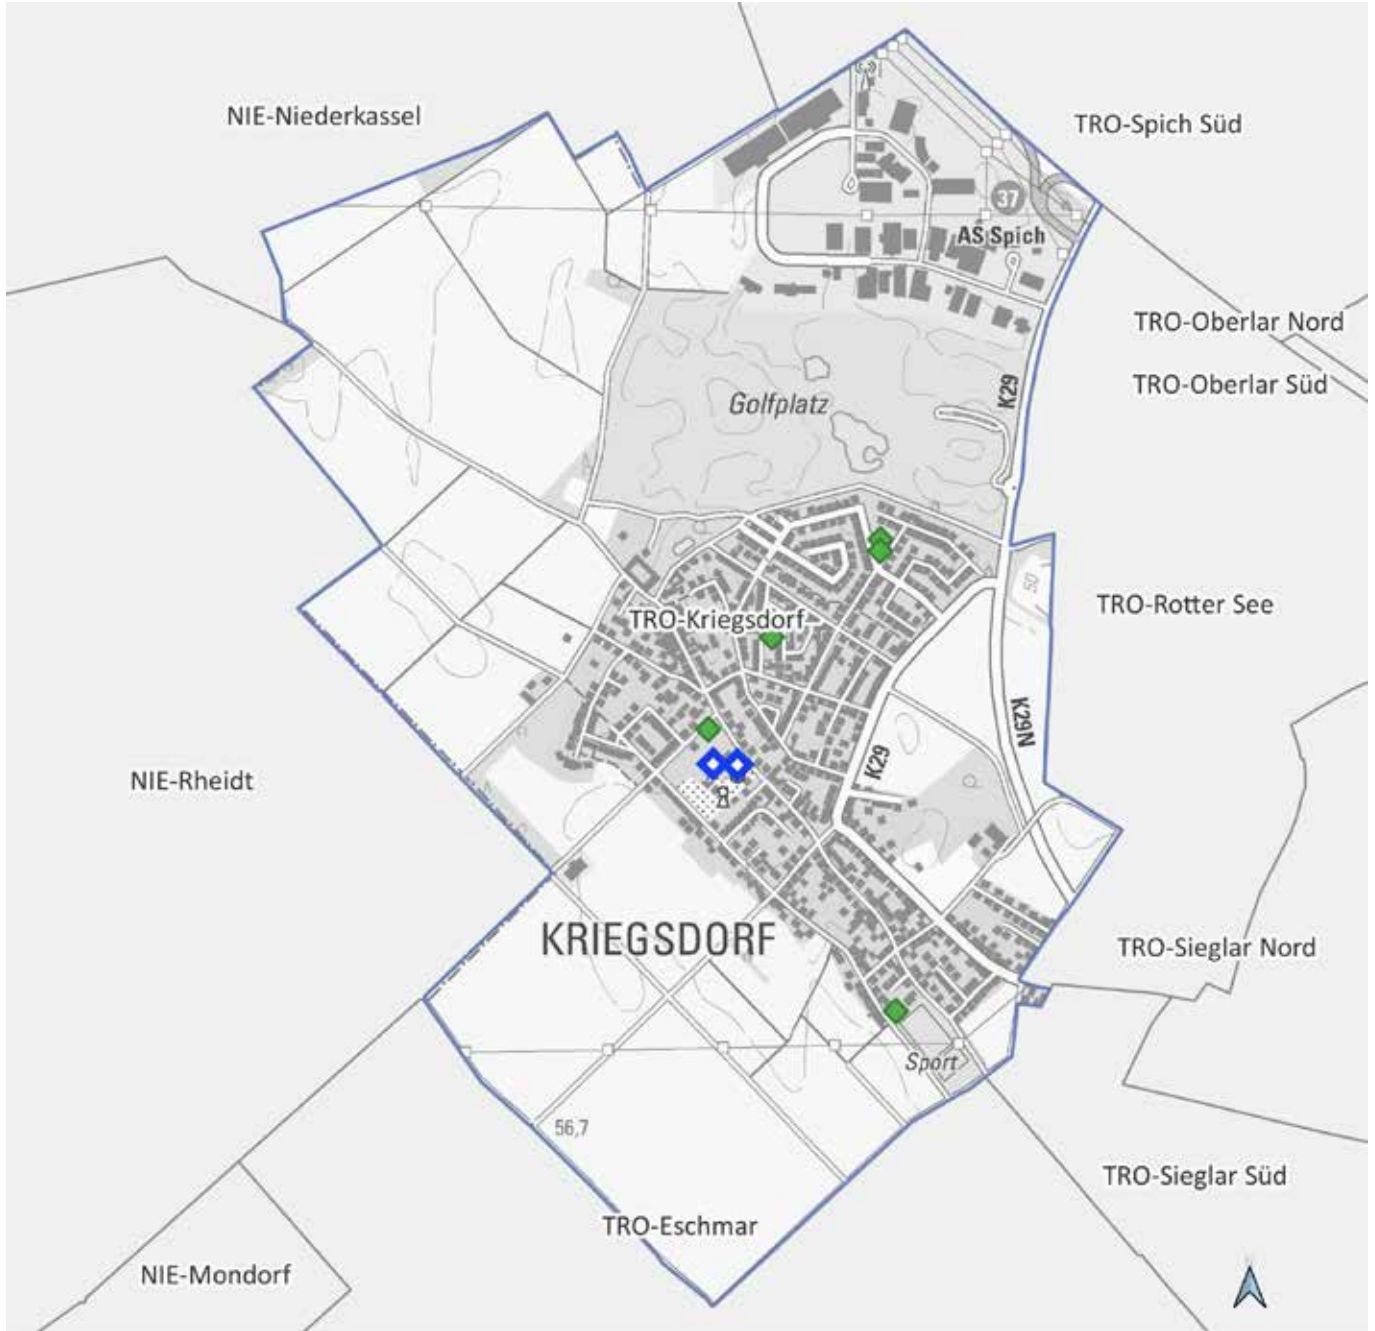 NIE-Niederkassel
TRO-Spich Süd
37
AS Spich
TRO-Oberlar Nord
K29
TRO-Oberlar Süd
Golfplatz
50
TRO-Rotter See
TRO-Kriegsdorf
K29N
K29
NIE-Rheidt
KRIEGSDORF
TRO-Sieglar Nord
Sport
56,7
TRO-Sieglar Süd
TRO-Eschmar
NIE-Mondorf